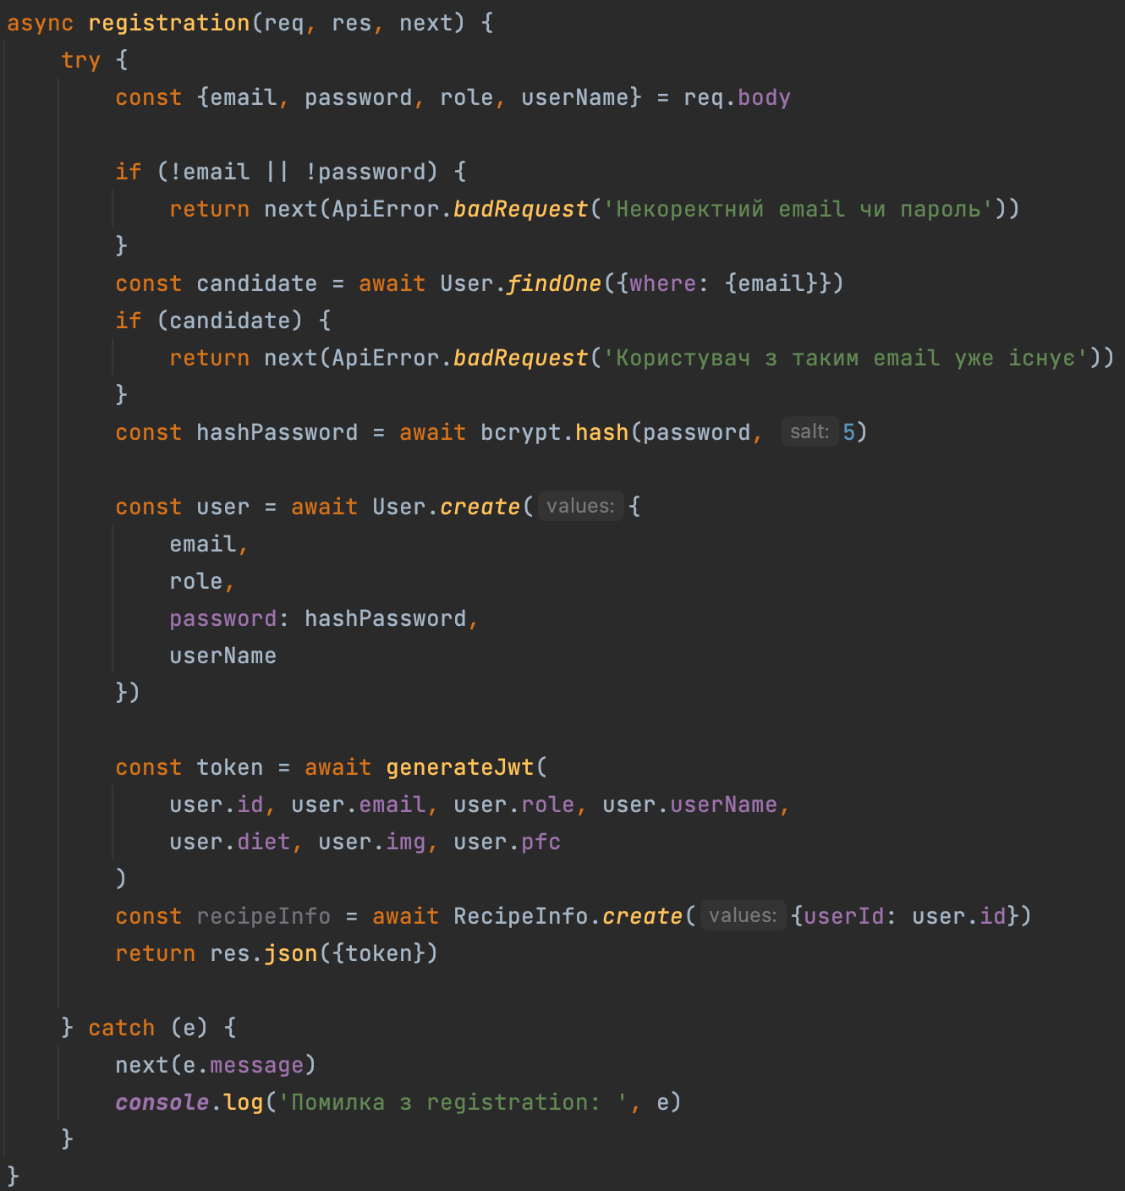 async registration(req, res, next) {
try {
const {email, password, role, userName} = req.body
if (!email || !password) {
return next(ApiError.badRequest('Некоректний email чи пароль'))
}
const candidate = await User.findOne({where: {email}})
if (candidate) {
return next(ApiError.badRequest('Користувач з таким email уже існує'))
}
const hashPassword = await bcrypt.hash(password, salt: 5)
const user = await User.create( values: {
email,
role,
password: hashPassword,
userName
})
const token = await generateJwt(
user.id, user.email, user.role, user.userName,
user.diet, user.img, user.pfc
)
const recipeInfo = await RecipeInfo.create( values: {userId: user.id})
return res.json({token})
} catch (e) {
next(e.message)
console.log('Помилка з registration: ', e)
}
}